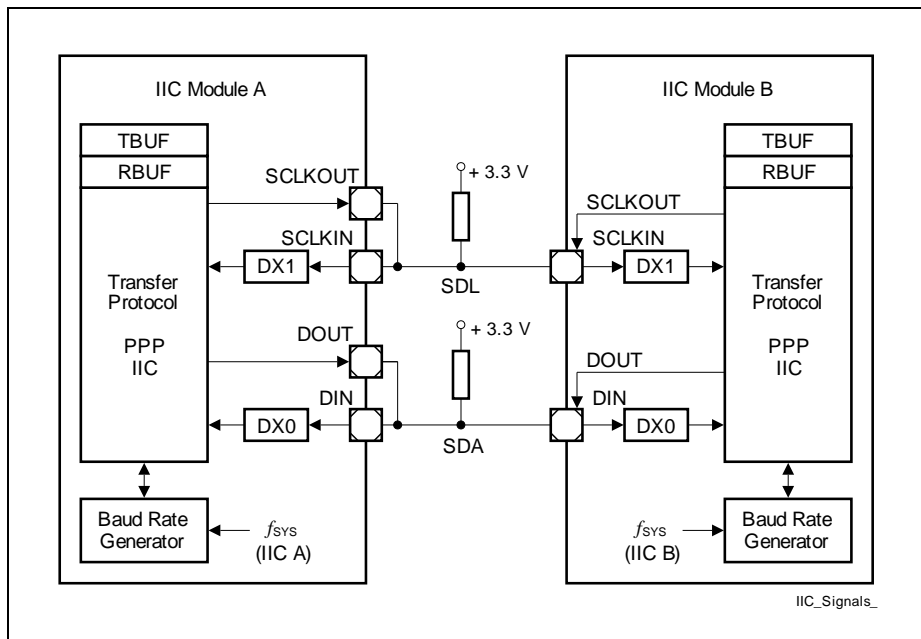 IIC Module A
TBUF
RBUF
Transfer
Protocol
PPP
IIC
SCLKOUT
SCLKIN
DX1
DOUT
DIN
DX0
Baud Rate
Generator
fSYS
(IIC A)
+ 3.3 V
SDL
+ 3.3 V
SDA
IIC Module B
TBUF
RBUF
SCLKOUT
SCLKIN
DX1
Transfer
Protocol
PPP
IIC
DOUT
DIN
DX0
fSYS
(IIC B)
Baud Rate
Generator
IIC_Signals_